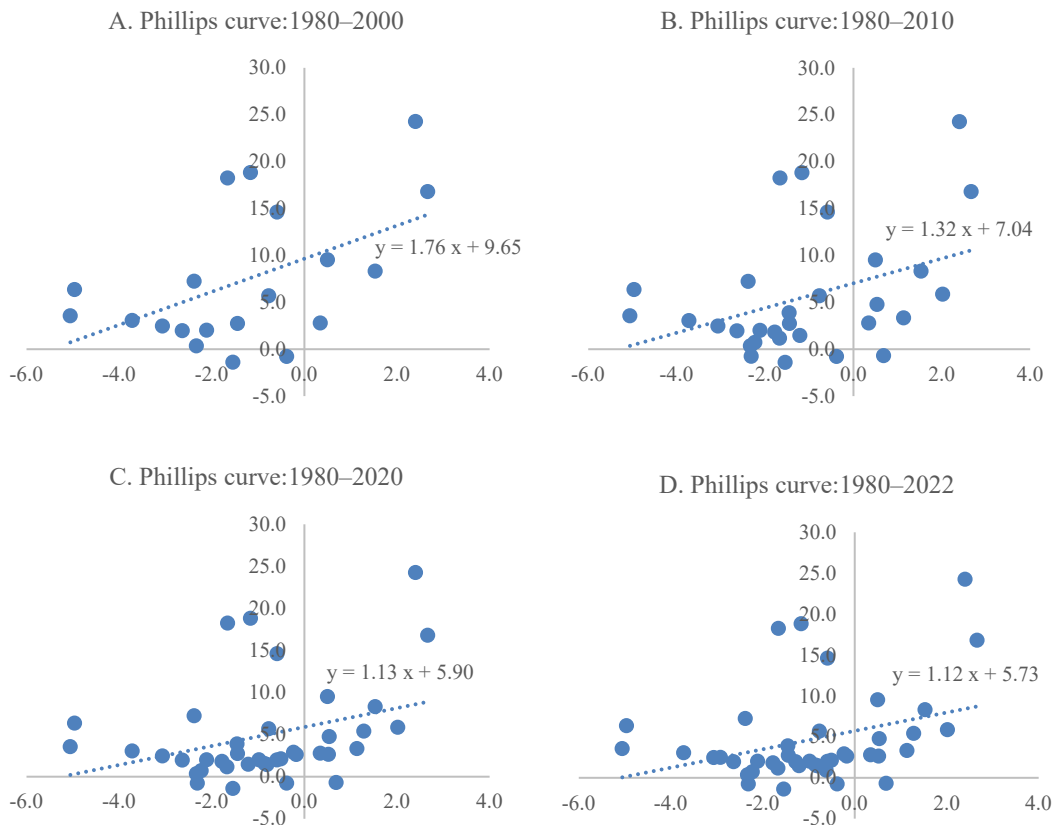 A. Phillips curve:1980–2000
30.0
25.0
20.0
15.0
10.0
5.0
0.0
-5.0
-6.0 -4.0 -2.0 0.0 2.0 4.0
y = 1.76 x + 9.65
B. Phillips curve:1980–2010
30.0
25.0
20.0
15.0
10.0
5.0
0.0
-5.0
-6.0 -4.0 -2.0 0.0 2.0 4.0
y = 1.32 x + 7.04
C. Phillips curve:1980–2020
30.0
25.0
20.0
15.0
10.0
5.0
0.0
-5.0
-6.0 -4.0 -2.0 0.0 2.0 4.0
y = 1.13 x + 5.90
D. Phillips curve:1980–2022
30.0
25.0
20.0
15.0
10.0
5.0
0.0
-5.0
-6.0 -4.0 -2.0 0.0 2.0 4.0
y = 1.12 x + 5.73